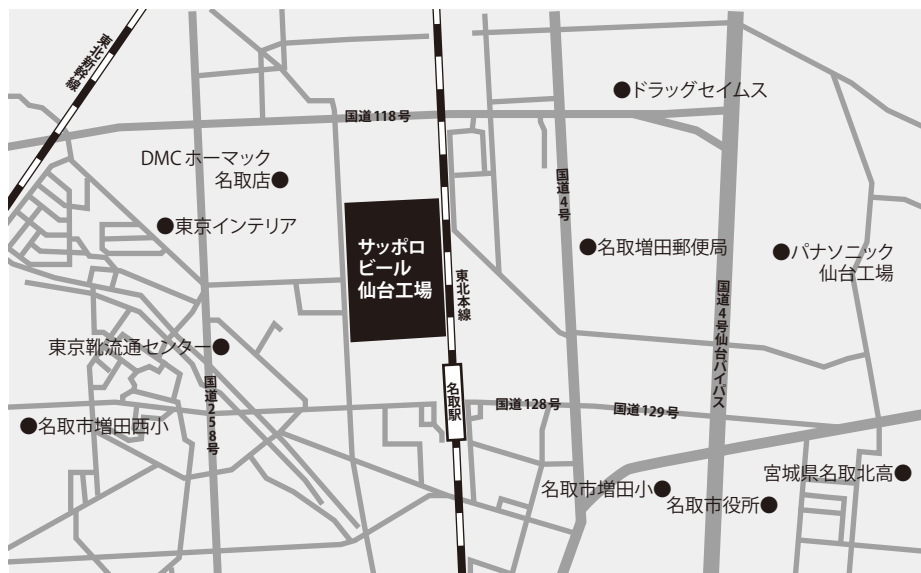 東北新幹線
ドラッグセイムス
国道118号
DMCホーマック
名取店
国道4号
東京インテリア
サッポロ
ビール
仙台工場
名取増田郵便局
パナソニック
仙台工場
東北本線
国道4号仙台バイパス
東京靴流通センター
国道258号
名取駅
国道128号
国道129号
名取市増田西小
宮城県名取北高
名取市増田小
名取市役所